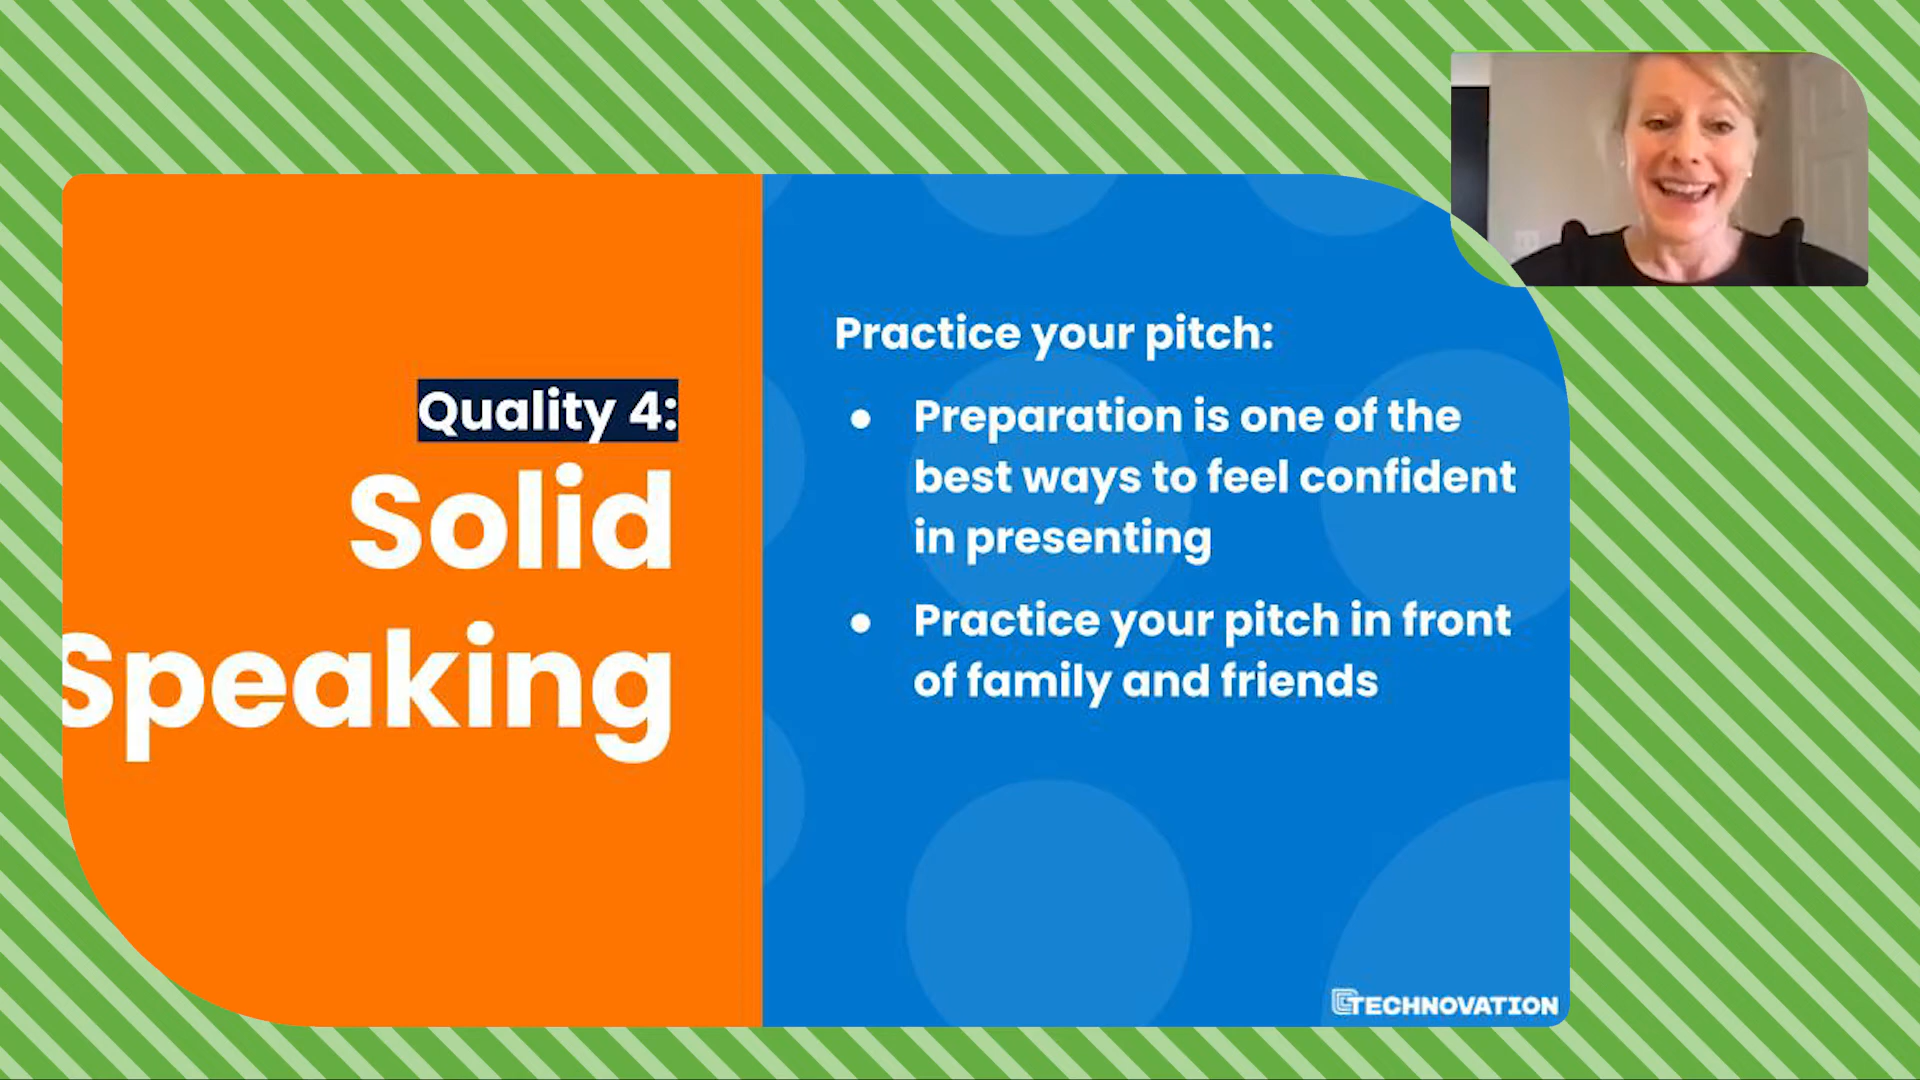 Quality 4:
Solid
Speaking
Practice your pitch:
● Preparation is one of the
best ways to feel confident
in presenting
● Practice your pitch in front
of family and friends
TECHNOVATION